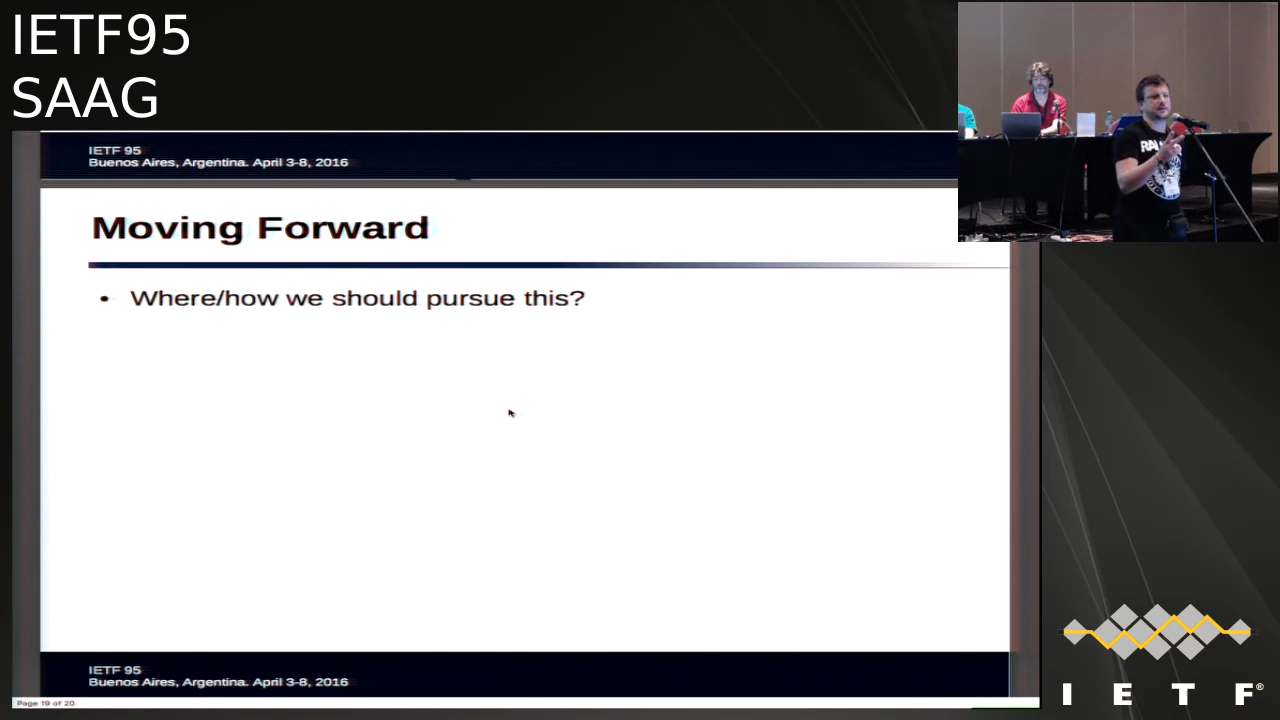 IETF95
SAAG
IETF 95
Buenos Aires, Argentina. April 3-8, 2016
Moving Forward
• Where/how we should pursue this?
IETF 95
Buenos Aires, Argentina. April 3-8, 2016
Page 19 of 20
I E T F®